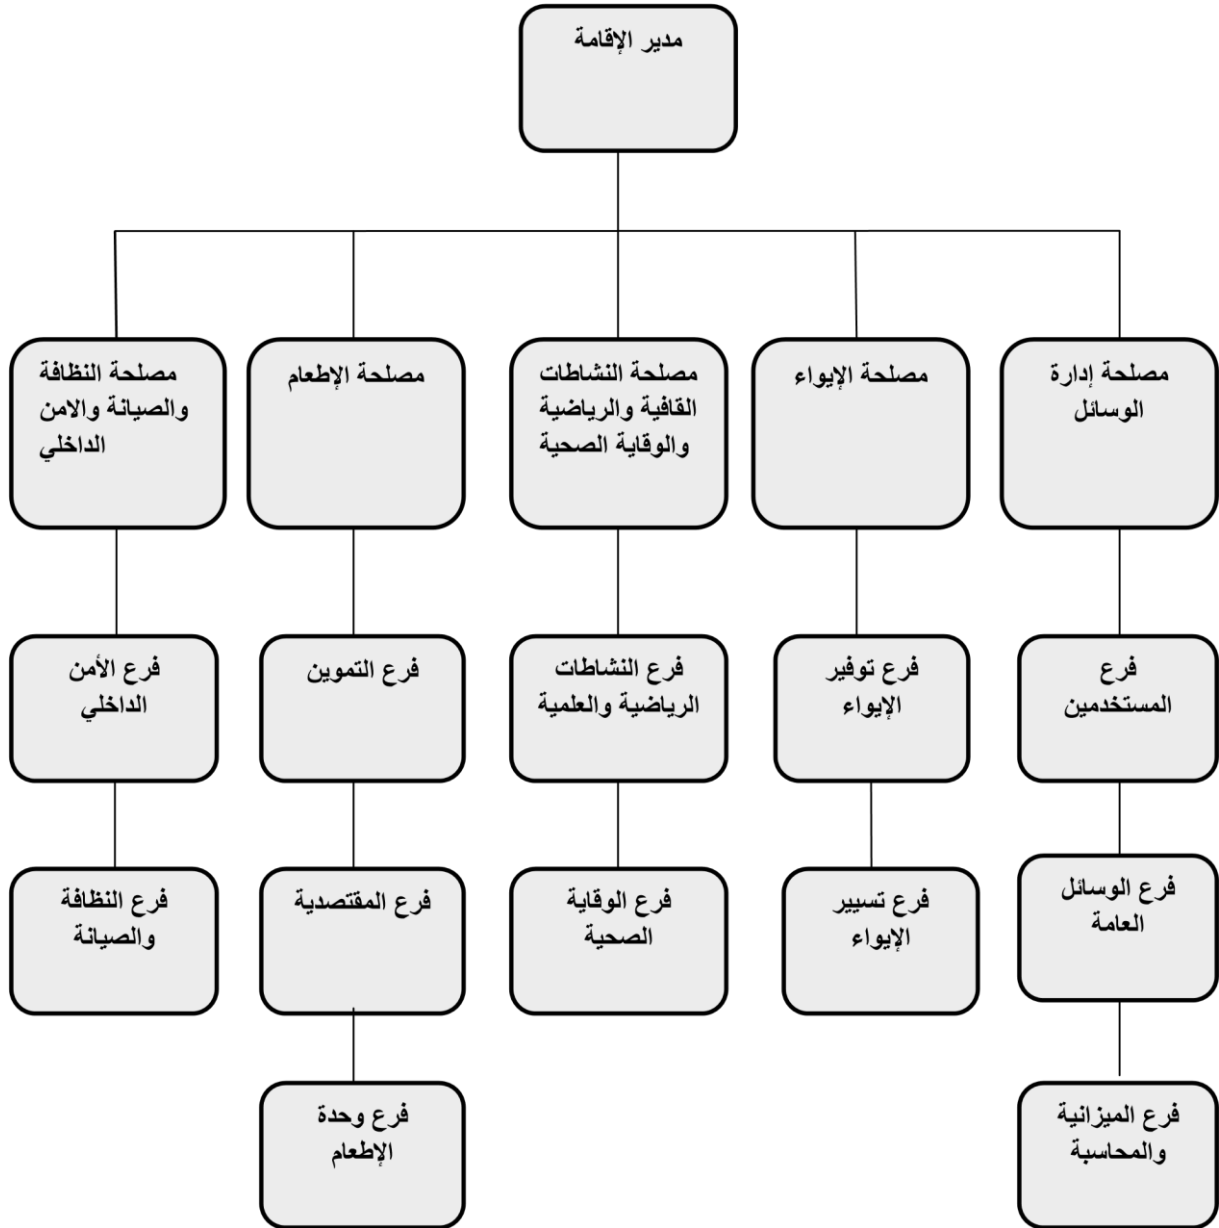 مدير الإقامة
مصلحة إدارة
الوسائل
مصلحة الإيواء
مصلحة النشاطات
القافية والرياضية
والوقاية الصحية
مصلحة الإطعام
مصلحة النظافة
والصيانة والامن
الداخلي
فرع
المستخدمين
فرع توفير
الإيواء
فرع النشاطات
الرياضية والعلمية
فرع التموين
فرع الأمن
الداخلي
فرع الوسائل
العامة
فرع تسيير
الإيواء
فرع الوقاية
الصحية
فرع المقتصدية
فرع النظافة
والصيانة
فرع الميزانية
والمحاسبة
فرع وحدة
الإطعام